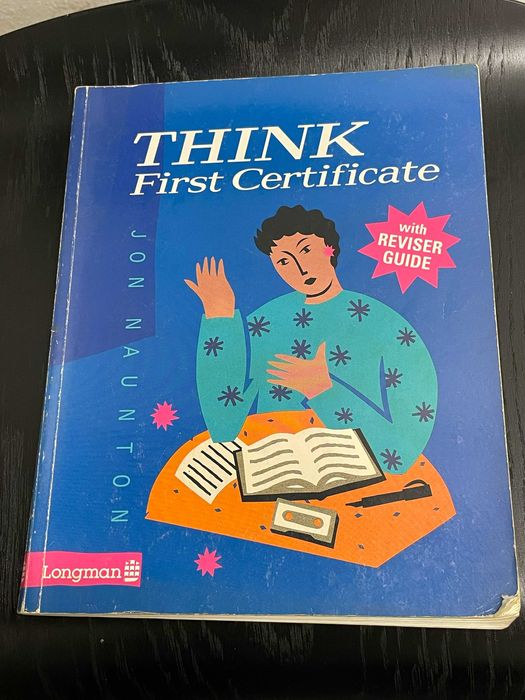 THINK
First Certificate
with
REVISER
GUIDE
JON NAUNTON
Longman